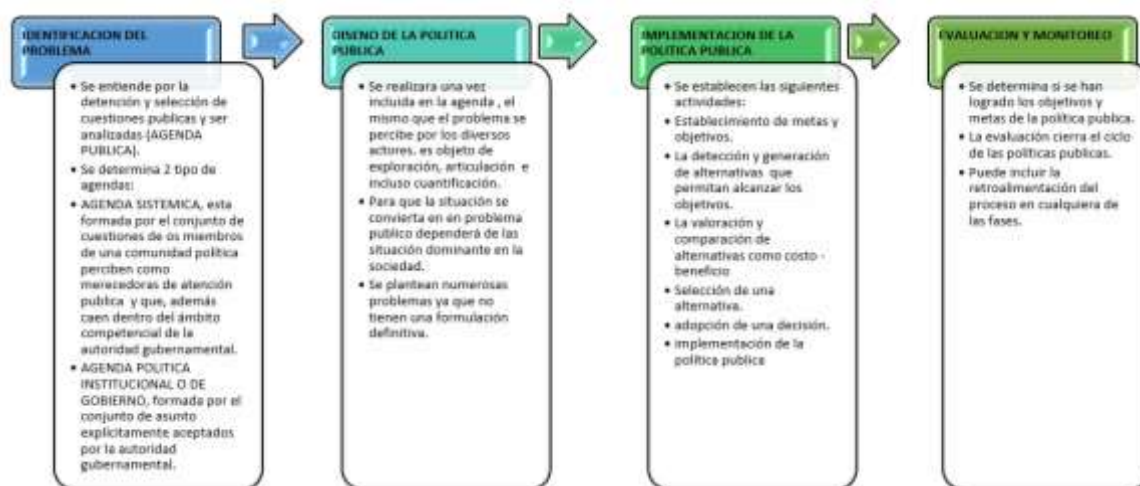 IDENTIFICACION DEL
PROBLEMA
• Se entiende por la
detención y selección de
cuestiones publicas y ser
analizadas (AGENDA
PUBLICA).
• Se determina 2 tipo de
agendas:
• AGENDA SISTEMICA, esta
formada por el conjunto de
cuestiones de os miembros
de una comunidad política
perciben como
merecedoras de atención
publica y que, además
caen dentro del ámbito
competencial de la
autoridad gubernamental.
• AGENDA POLITICA
INSTITUCIONAL O DE
GOBIERNO, formada por el
conjunto de asunto
explícitamente aceptados
por la autoridad
gubernamental.
DISEÑO DE LA POLITICA
PUBLICA
• Se realizara una vez
incluida en la agenda , el
mismo que el problema se
percibe por los diversos
actores. es objeto de
exploración, articulación e
incluso cuantificación.
• Para que la situación se
convierta en en problema
publico dependerá de las
situación dominante en la
sociedad.
• Se plantean numerosas
problemas ya que no
tienen una formulación
definitiva.
IMPLEMENTACION DE LA
POLITICA PUBLICA
• Se establecen las siguientes
actividades:
• Establecimiento de metas y
objetivos.
• La detección y generación
de alternativas que
permitan alcanzar los
objetivos.
• La valoración y
comparación de
alternativas como costo -
beneficio
• Selección de una
alternativa.
• adopción de una decisión.
• implementación de la
política publica
EVALUACION Y MONITOREO
• Se determina si se han
logrado los objetivos y
metas de la política publica.
• La evaluación cierra el ciclo
de las políticas publicas.
• Puede incluir la
retroalimentación del
proceso en cualquiera de
las fases.